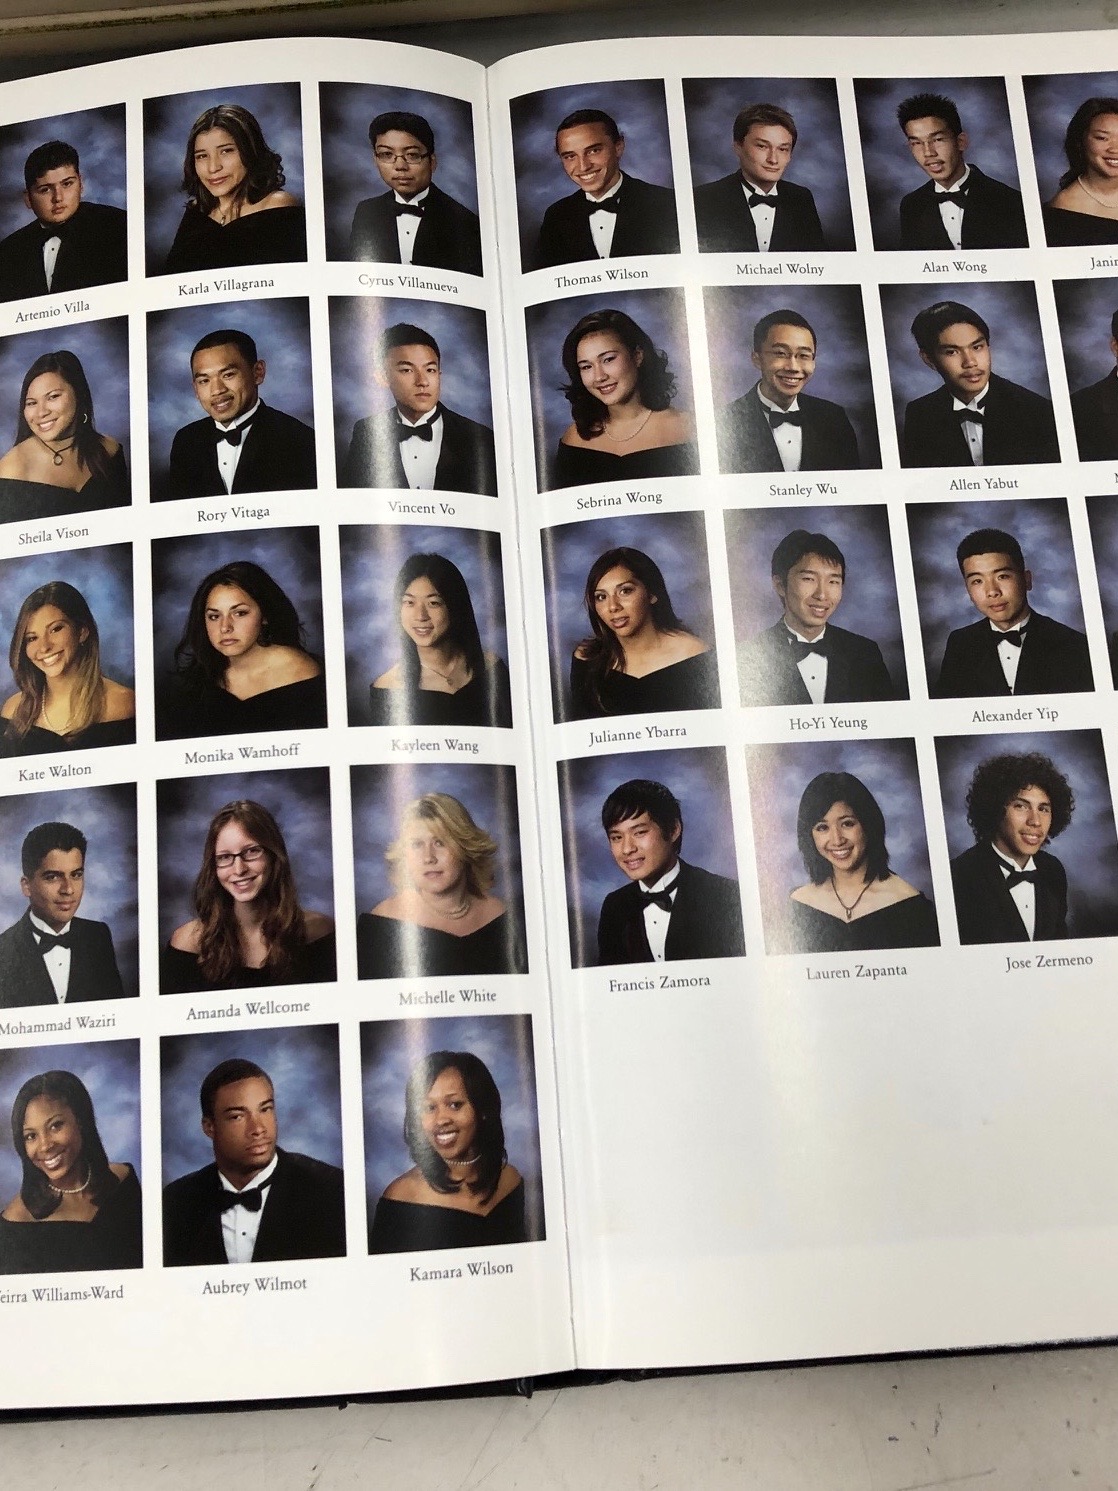 Artemio Villa
Karla Villagrana
Cyrus Villanueva
Sheila Vison
Rory Vitaga
Vincent Vo
Kate Walton
Monika Wamhoff
Kayleen Wang
Mohammad Waziri
Amanda Wellcome
Michelle White
eirra Williams-Ward
Aubrey Wilmot
Kamara Wilson
Thomas Wilson
Michael Wolny
Alan Wong
Janin
Sebrina Wong
Stanley Wu
Allen Yabut
Julianne Ybarra
Ho-Yi Yeung
Alexander Yip
Francis Zamora
Lauren Zapanta
Jose Zermeno